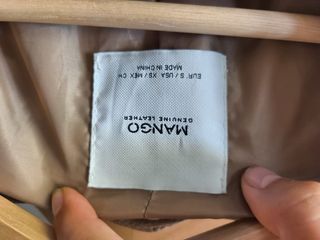 MANGO
GENUINE LEATHER
EUR S / USA XS / MEX CH
MADE IN CHINA